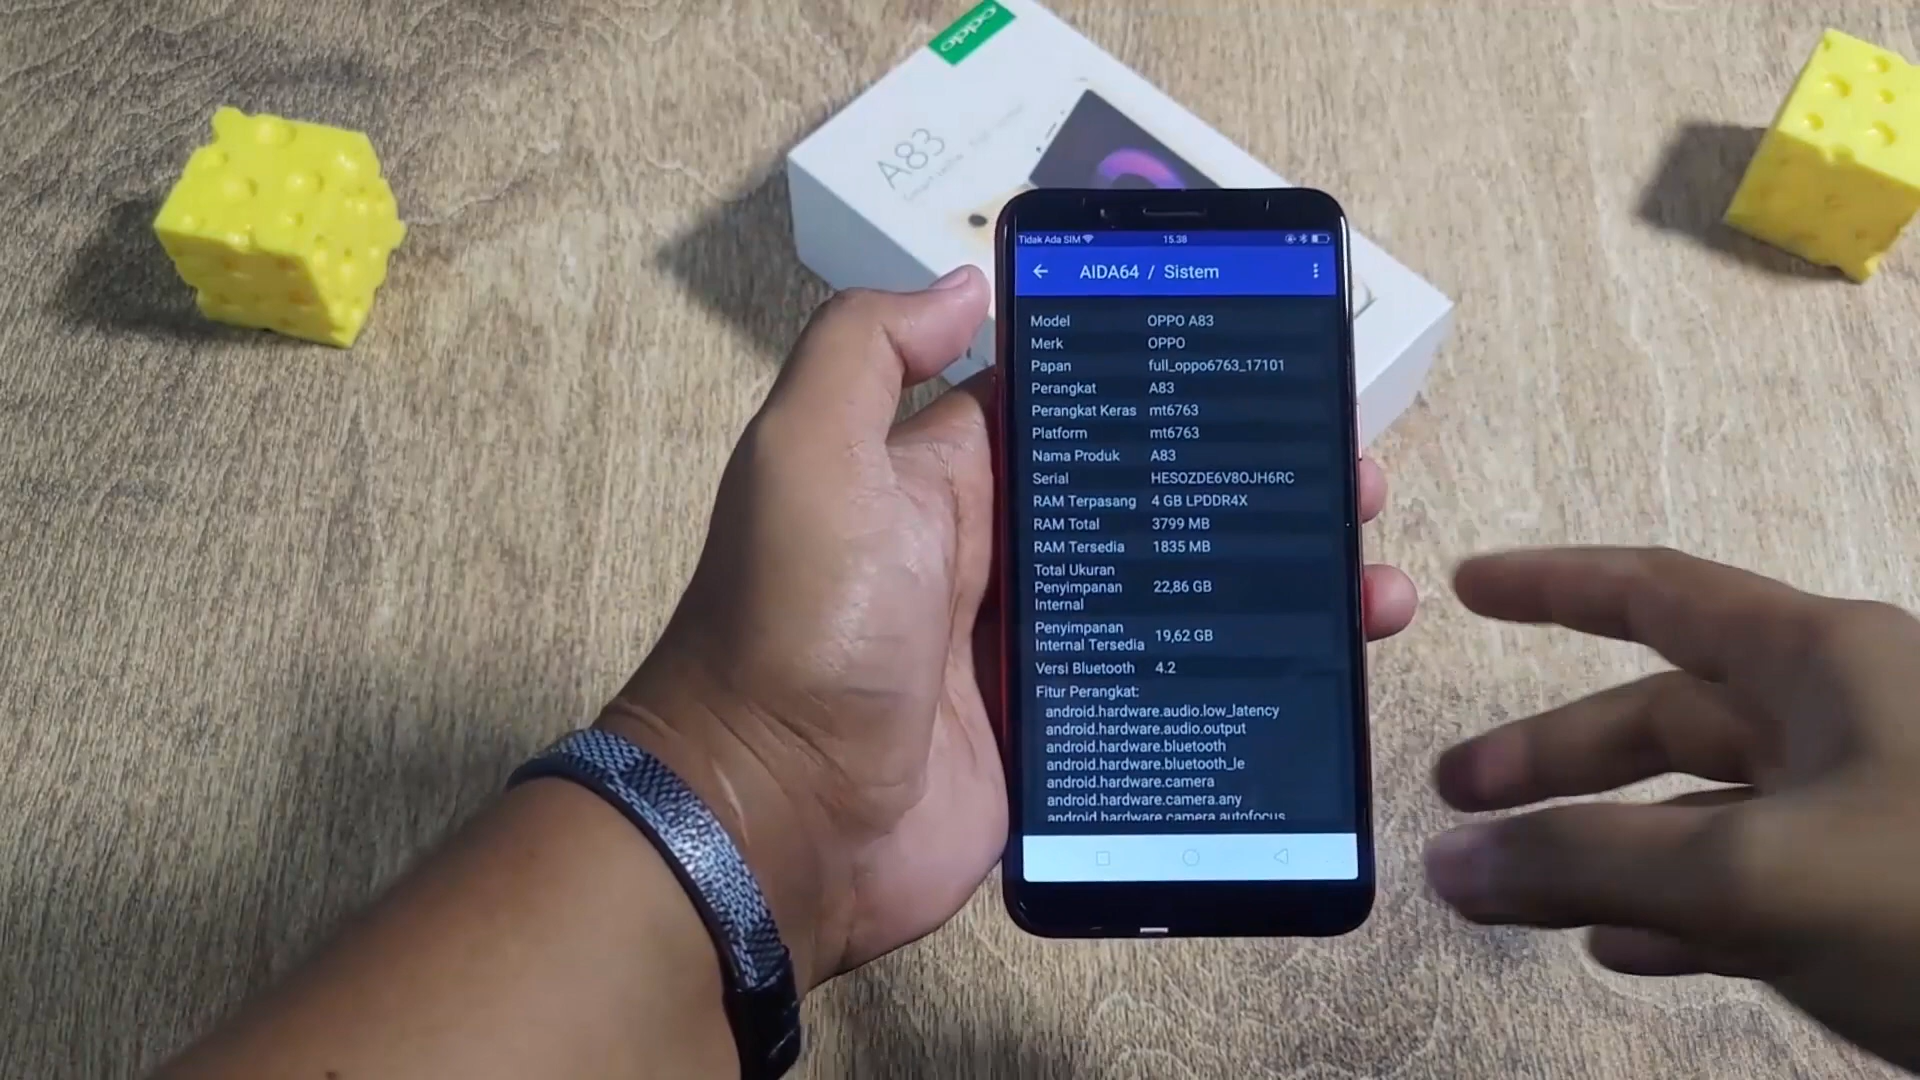 oppo
A83
Tidak Ada SIM
15.38
AIDA64 / Sistem
Model OPPO A83
Merk OPPO
Papan full_oppo6763_17101
Perangkat A83
Perangkat Keras mt6763
Platform mt6763
Nama Produk A83
Serial HESOZDE6V8OJH6RC
RAM Terpasang 4 GB LPDDR4X
RAM Total 3799 MB
RAM Tersedia 1835 MB
Total Ukuran
Penyimpanan 22,86 GB
Internal
Penyimpanan
Internal Tersedia 19,62 GB
Versi Bluetooth 4.2
Fitur Perangkat:
android.hardware.audio.low_latency
android.hardware.audio.output
android.hardware.bluetooth
android.hardware.bluetooth_le
android.hardware.camera
android.hardware.camera.any
android.hardware.camera.autofocus